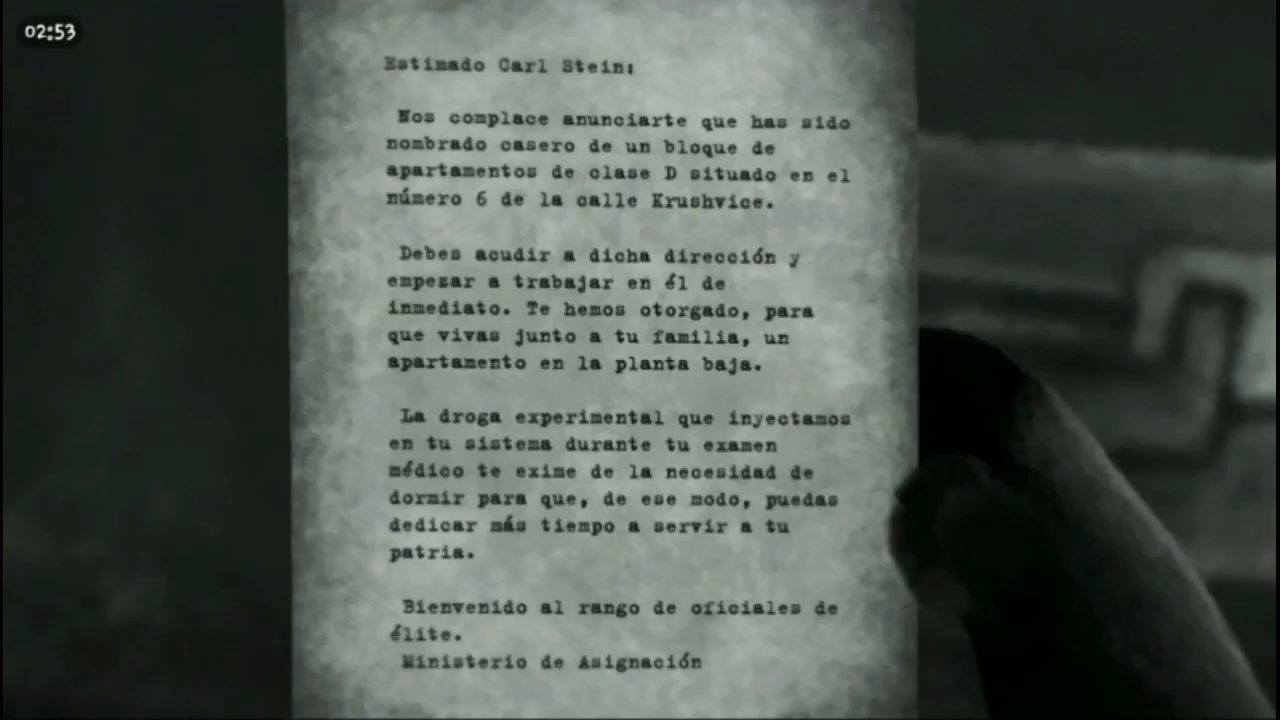 02:53
Estimado Carl Stein:
Nos complace anunciarte que has sido
nombrado casero de un bloque de
apartamentos de clase D situado en el
número 6 de la calle Krushvice.
Debes acudir a dicha dirección y
empezar a trabajar en él de
inmediato. Te hemos otorgado, para
que vivas junto a tu familia, un
apartamento en la planta baja.
La droga experimental que inyectamos
en tu sistema durante tu examen
médico te exime de la necesidad de
dormir para que, de ese modo, puedas
dedicar más tiempo a servir a tu
patria.
Bienvenido al rango de oficiales de
élite.
Ministerio de Asignación